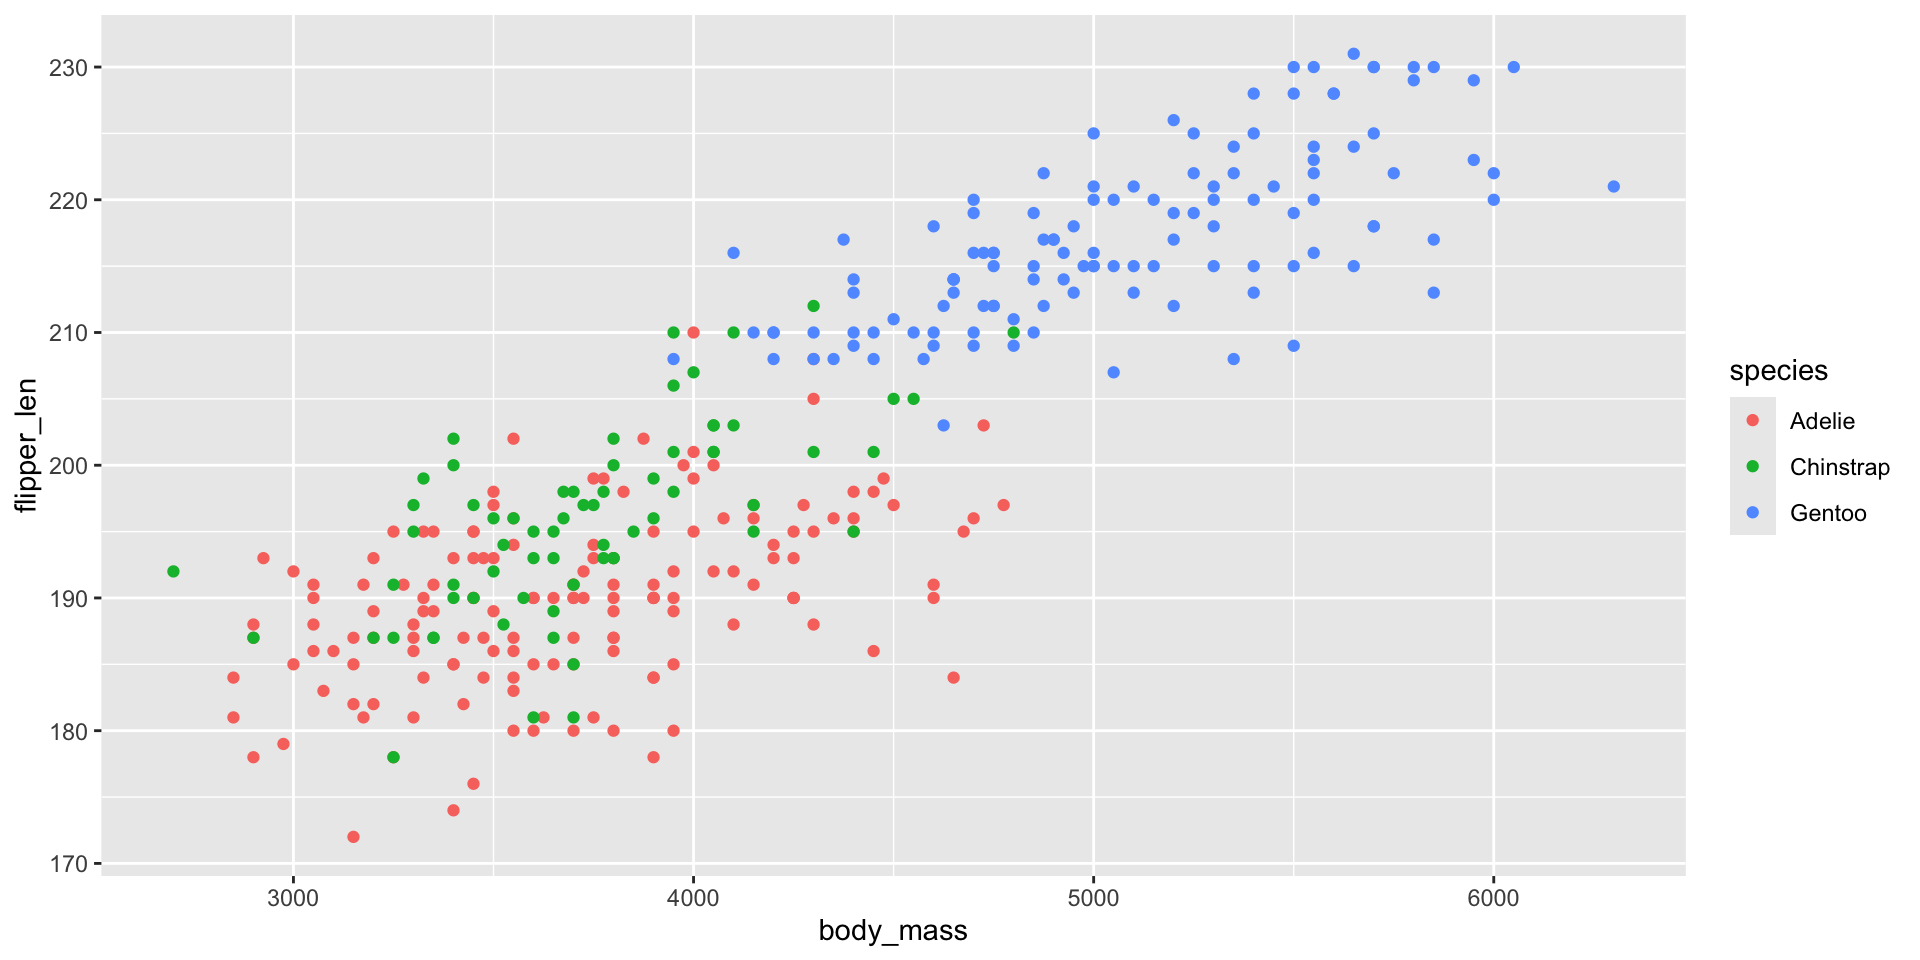 230
220
210
200
190
180
170
flipper_len
3000 4000 5000 6000
body_mass
species
Adelie
Chinstrap
Gentoo